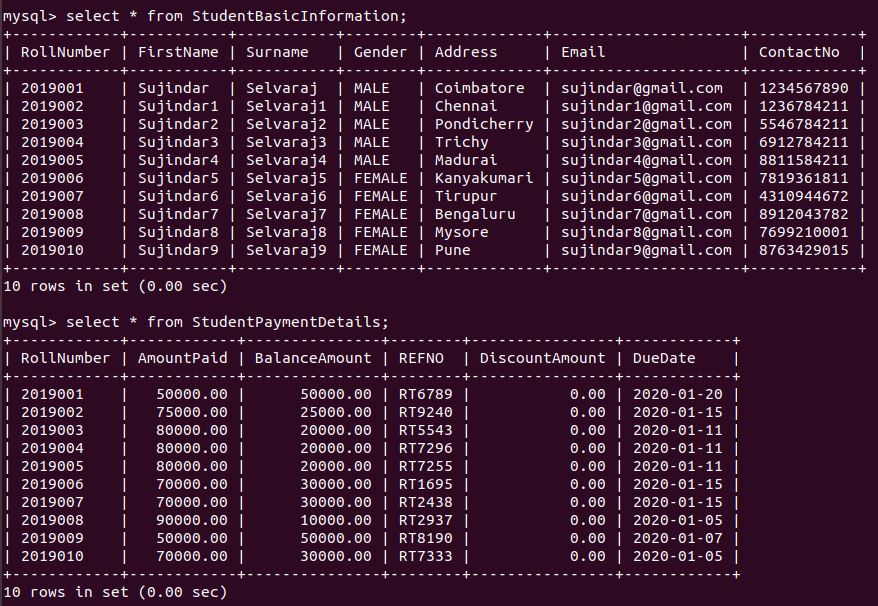 mysql> select * from StudentBasicInformation;
+------------+-----------+-----------+--------+-------------+---------------------+------------+
| RollNumber | FirstName | Surname   | Gender | Address     | Email               | ContactNo  |
+------------+-----------+-----------+--------+-------------+---------------------+------------+
| 2019001    | Sujindar  | Selvaraj  | MALE   | Coimbatore  | sujindar@gmail.com  | 1234567890 |
| 2019002    | Sujindar1 | Selvaraj1 | MALE   | Chennai     | sujindar1@gmail.com | 1236784211 |
| 2019003    | Sujindar2 | Selvaraj2 | MALE   | Pondicherry | sujindar2@gmail.com | 5546784211 |
| 2019004    | Sujindar3 | Selvaraj3 | MALE   | Trichy      | sujindar3@gmail.com | 6912784211 |
| 2019005    | Sujindar4 | Selvaraj4 | MALE   | Madurai     | sujindar4@gmail.com | 8811584211 |
| 2019006    | Sujindar5 | Selvaraj5 | FEMALE | Kanyakumari | sujindar5@gmail.com | 7819361811 |
| 2019007    | Sujindar6 | Selvaraj6 | FEMALE | Tirupur     | sujindar6@gmail.com | 4310944672 |
| 2019008    | Sujindar7 | Selvaraj7 | FEMALE | Bengaluru   | sujindar7@gmail.com | 8912043782 |
| 2019009    | Sujindar8 | Selvaraj8 | FEMALE | Mysore      | sujindar8@gmail.com | 7699210001 |
| 2019010    | Sujindar9 | Selvaraj9 | FEMALE | Pune        | sujindar9@gmail.com | 8763429015 |
+------------+-----------+-----------+--------+-------------+---------------------+------------+
10 rows in set (0.00 sec)
mysql> select * from StudentPaymentDetails;
+------------+------------+---------------+--------+----------------+------------+
| RollNumber | AmountPaid | BalanceAmount | REFNO  | DiscountAmount | DueDate    |
+------------+------------+---------------+--------+----------------+------------+
| 2019001    |   50000.00 |      50000.00 | RT6789 |           0.00 | 2020-01-20 |
| 2019002    |   75000.00 |      25000.00 | RT9240 |           0.00 | 2020-01-15 |
| 2019003    |   80000.00 |      20000.00 | RT5543 |           0.00 | 2020-01-11 |
| 2019004    |   80000.00 |      20000.00 | RT7296 |           0.00 | 2020-01-11 |
| 2019005    |   80000.00 |      20000.00 | RT7255 |           0.00 | 2020-01-11 |
| 2019006    |   70000.00 |      30000.00 | RT1695 |           0.00 | 2020-01-15 |
| 2019007    |   70000.00 |      30000.00 | RT2438 |           0.00 | 2020-01-15 |
| 2019008    |   90000.00 |      10000.00 | RT2937 |           0.00 | 2020-01-05 |
| 2019009    |   50000.00 |      50000.00 | RT8190 |           0.00 | 2020-01-07 |
| 2019010    |   70000.00 |      30000.00 | RT7333 |           0.00 | 2020-01-05 |
+------------+------------+---------------+--------+----------------+------------+
10 rows in set (0.00 sec)